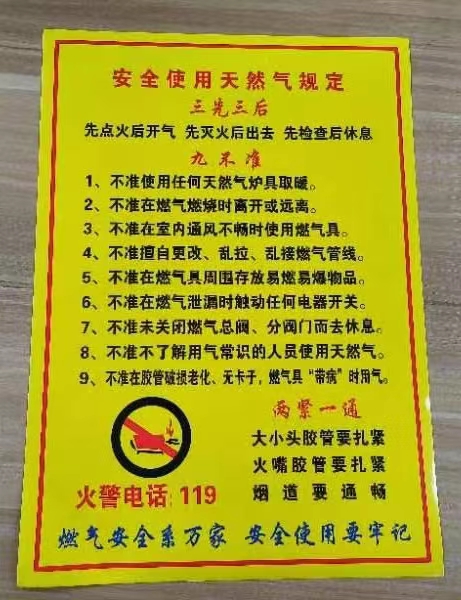 安全使用天然气规定
三先三后
先点火后开气 先灭火后出去 先检查后休息
九不准
1、不准使用任何天然气炉具取暖。
2、不准在燃气燃烧时离开或远离。
3、不准在室内通风不畅时使用燃气具。
4、不准擅自更改、乱拉、乱接燃气管线。
5、不准在燃气具周围存放易燃易爆物品。
6、不准在燃气泄漏时触动任何电器开关。
7、不准未关闭燃气总阀、分阀门而去休息。
8、不准不了解用气常识的人员使用天然气。
9、不准在胶管破损老化、无卡子，燃气具“带病”时用气。
两紧一通
大小头胶管要扎紧
火嘴胶管要扎紧
烟道要通畅
火警电话: 119
燃气安全系万家 安全使用要牢记